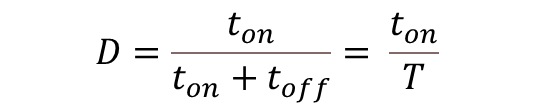 D = t_on / (t_on + t_off) = t_on / T